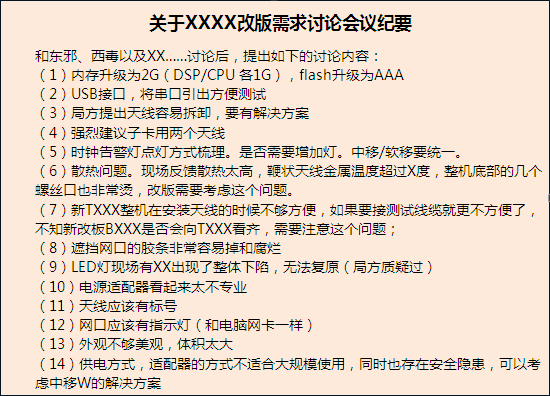 关于XXXX改版需求讨论会议纪要
和东邪、西毒以及XX......讨论后，提出如下的讨论内容：
（1）内存升级为2G（DSP/CPU 各1G），flash升级为AAA
（2）USB接口，将串口引出方便测试
（3）局方提出天线容易拆卸，要有解决方案
（4）强烈建议子卡用两个天线
（5）时钟告警灯点灯方式梳理。是否需要增加灯。中移/软移要统一。
（6）散热问题。现场反馈散热太高，鞭状天线金属温度超过X度，整机底部的几个
螺丝口也非常烫，改版需要考虑这个问题。
（7）新TXXX整机在安装天线的时候不够方便，如果要接测试线缆就更不方便了，
不知新改板BXXX是否会向TXXX看齐，需要注意这个问题；
（8）遮挡网口的胶条非常容易掉和腐烂
（9）LED灯现场有XX出现了整体下陷，无法复原（局方质疑过）
（10）电源适配器看起来太不专业
（11）天线应该有标号
（12）网口应该有指示灯（和电脑网卡一样）
（13）外观不够美观，体积太大
（14）供电方式，适配器的方式不适合大规模使用，同时也存在安全隐患，可以考
虑中移W的解决方案